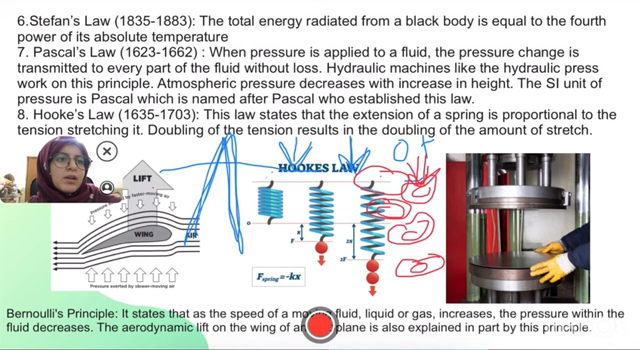 6.Stefan's Law (1835-1883): The total energy radiated from a black body is equal to the fourth
power of its absolute temperature
7. Pascal's Law (1623-1662) : When pressure is applied to a fluid, the pressure change is
transmitted to every part of the fluid without loss. Hydraulic machines like the hydraulic press
work on this principle. Atmospheric pressure decreases with increase in height. The SI unit of
pressure is Pascal which is named after Pascal who established this law.
8. Hooke's Law (1635-1703): This law states that the extension of a spring is proportional to the
tension stretching it. Doubling of the tension results in the doubling of the amount of stretch.
LIFT
HOOKES LAW
by faster-moving air
WING
AIR
Pressure exerted by slower-moving air
0
x
F
2X
2F
F spring = -kx
Bernoulli's Principle: It states that as the speed of a fluid, liquid or gas, increases, the pressure within the
fluid decreases. The aerodynamic lift on the wing of an plane is also explained in part by this principle.